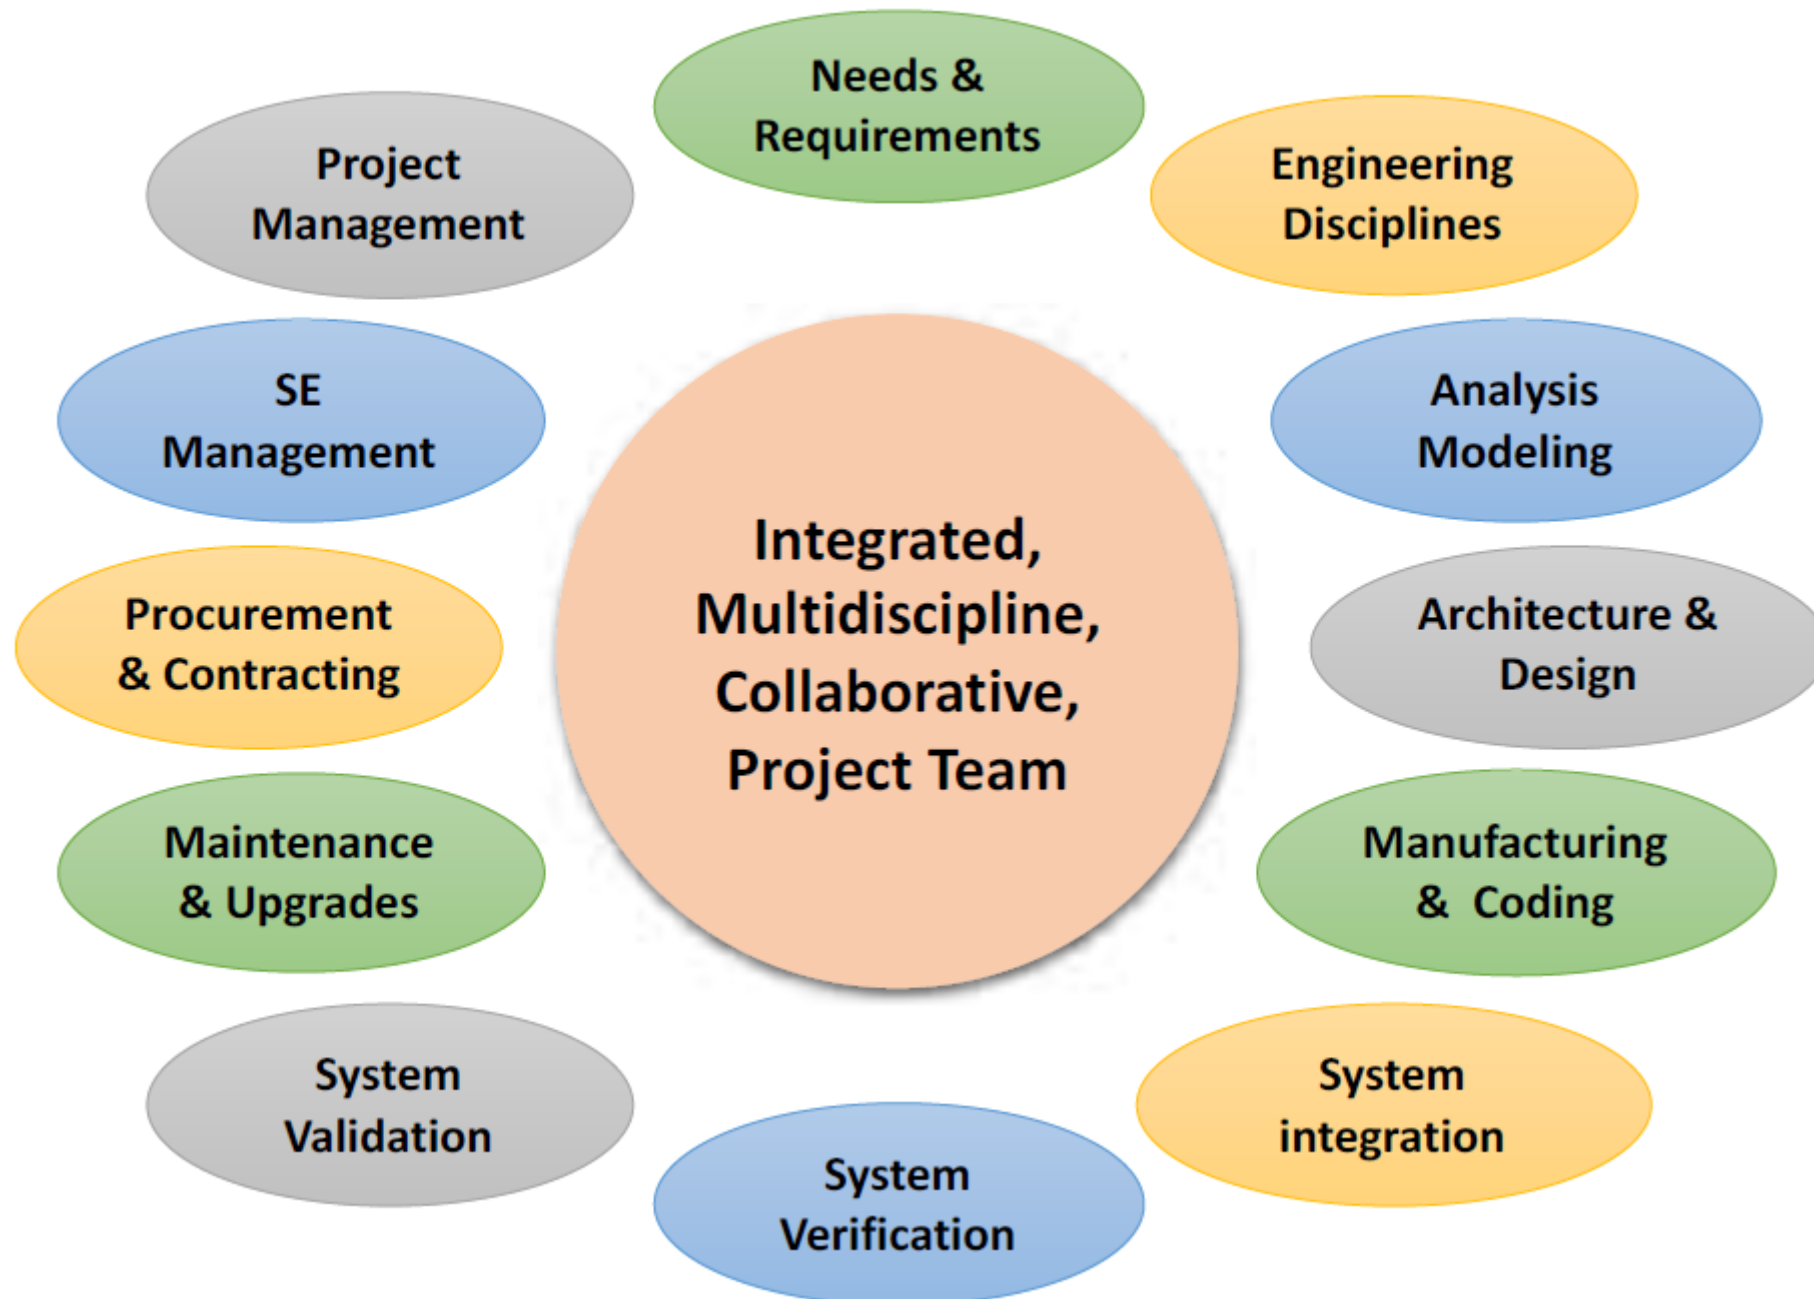 Needs &
Requirements
Project
Management
Engineering
Disciplines
SE
Management
Analysis
Modeling
Integrated,
Multidiscipline,
Collaborative,
Project Team
Procurement
& Contracting
Architecture &
Design
Maintenance
& Upgrades
Manufacturing
& Coding
System
Validation
System
integration
System
Verification